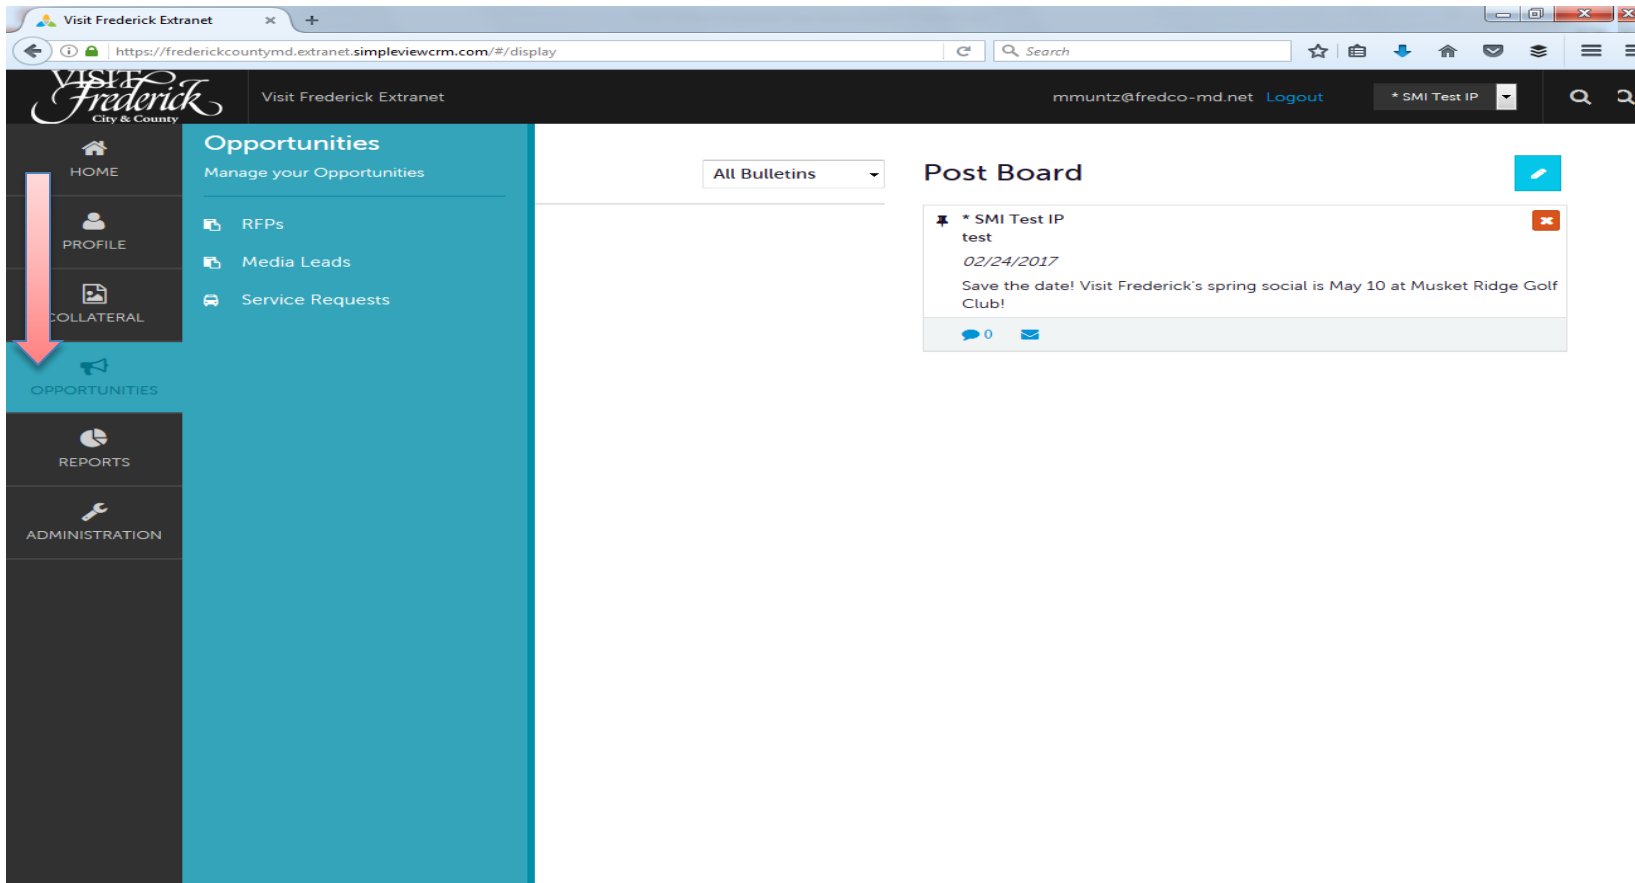 Visit Frederick Extranet
https://frederickcountymd.extranet.simpleviewcrm.com/#/display
Search
VISIT
Frederick
City & County
Visit Frederick Extranet
mmuntz@fredco-md.net Logout
* SMI Test IP
HOME
PROFILE
COLLATERAL
OPPORTUNITIES
REPORTS
ADMINISTRATION
Opportunities
Manage your Opportunities
RFPs
Media Leads
Service Requests
All Bulletins
Post Board
* SMI Test IP
test
02/24/2017
Save the date! Visit Frederick's spring social is May 10 at Musket Ridge Golf
Club!
0